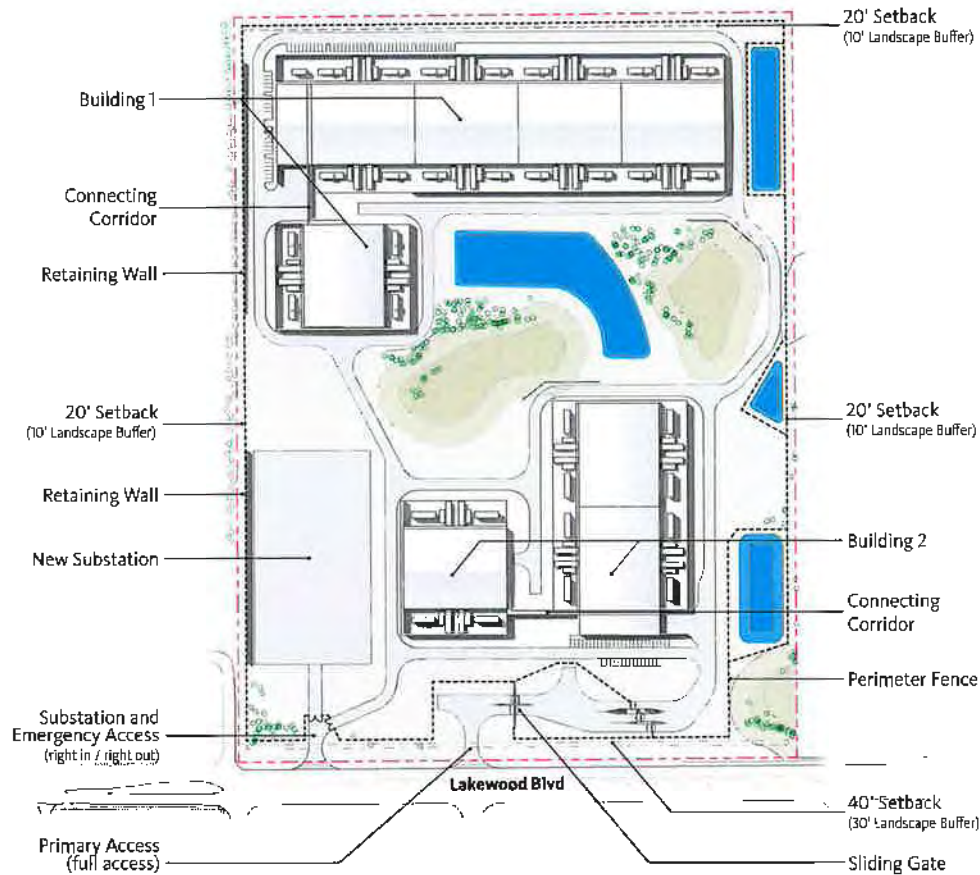 20' Setback
(10' Landscape Buffer)
Building 1
Connecting
Corridor
Retaining Wall
20' Setback
(10' Landscape Buffer)
20' Setback
(10' Landscape Buffer)
Retaining Wall
New Substation
Building 2
Connecting
Corridor
Perimeter Fence
Substation and
Emergency Access
(right in / right out)
Lakewood Blvd
40' Setback
(30' Landscape Buffer)
Primary Access
(full access)
Sliding Gate